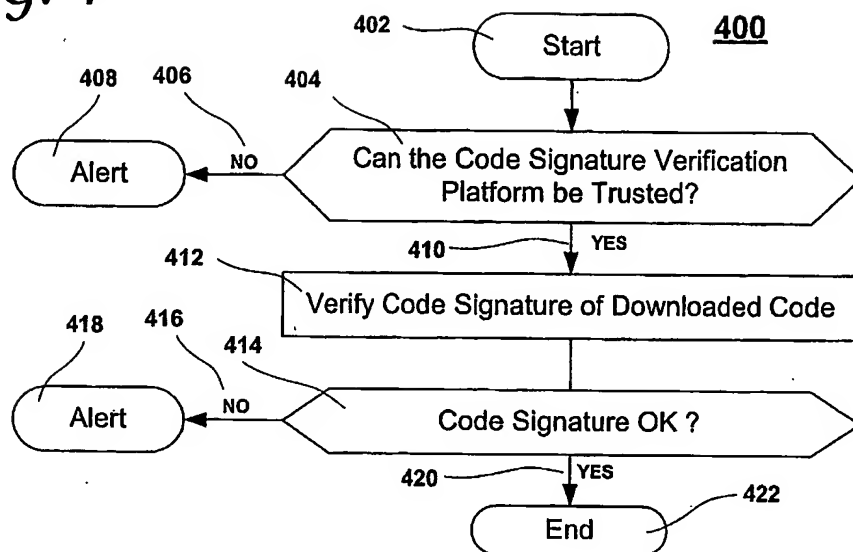 402
Start
400
408
406
404
Alert
NO
Can the Code Signature Verification
Platform be Trusted?
410
YES
412
Verify Code Signature of Downloaded Code
418
416
414
Alert
NO
Code Signature OK ?
420
YES
422
End